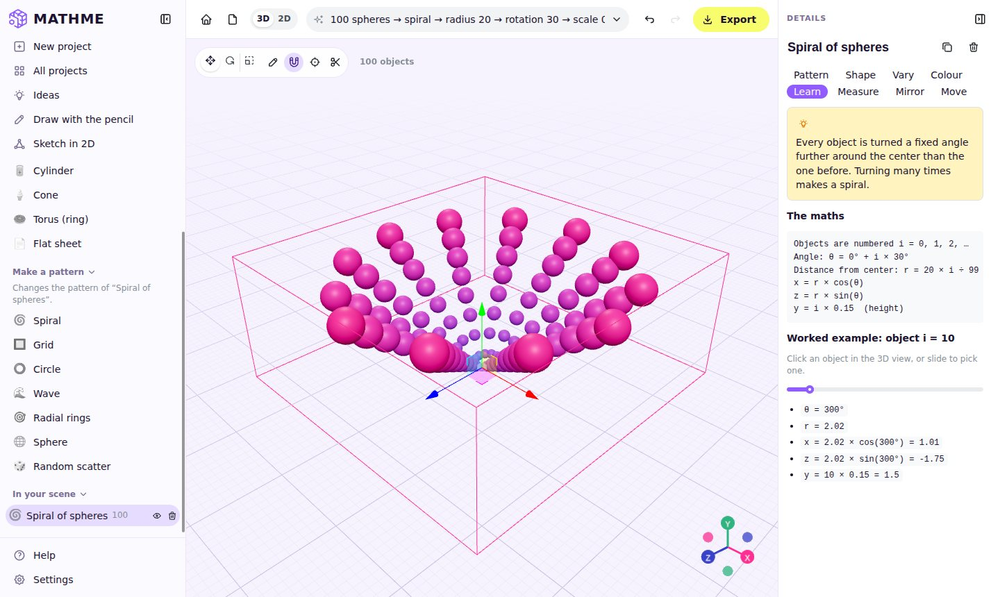 MATHME
New project
All projects
Ideas
Draw with the pencil
Sketch in 2D
Cylinder
Cone
Torus (ring)
Flat sheet
Make a pattern
Changes the pattern of “Spiral of
spheres”.
Spiral
Grid
Circle
Wave
Radial rings
Sphere
Random scatter
In your scene
Spiral of spheres 100
Help
Settings
3D 2D
100 spheres → spiral → radius 20 → rotation 30 → scale
Export
100 objects
Y
Z
X
DETAILS
Spiral of spheres
Pattern Shape Vary Colour
Learn Measure Mirror Move
Every object is turned a fixed angle
further around the center than the
one before. Turning many times
makes a spiral.
The maths
Objects are numbered i = 0, 1, 2, …
Angle: θ = 0° + i × 30°
Distance from center: r = 20 × i ÷ 99
x = r × cos(θ)
z = r × sin(θ)
y = i × 0.15 (height)
Worked example: object i = 10
Click an object in the 3D view, or slide to pick
one.
• θ = 300°
• r = 2.02
• x = 2.02 × cos(300°) = 1.01
• z = 2.02 × sin(300°) = -1.75
• y = 10 × 0.15 = 1.5